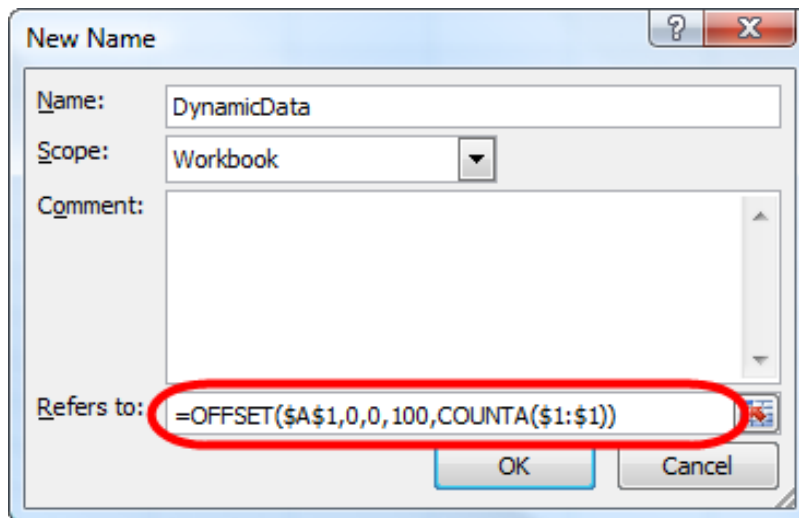 New Name
?
X
Name: DynamicData
Scope: Workbook
Comment:
Refers to: =OFFSET($A$1,0,0,100,COUNTA($1:$1))
OK Cancel